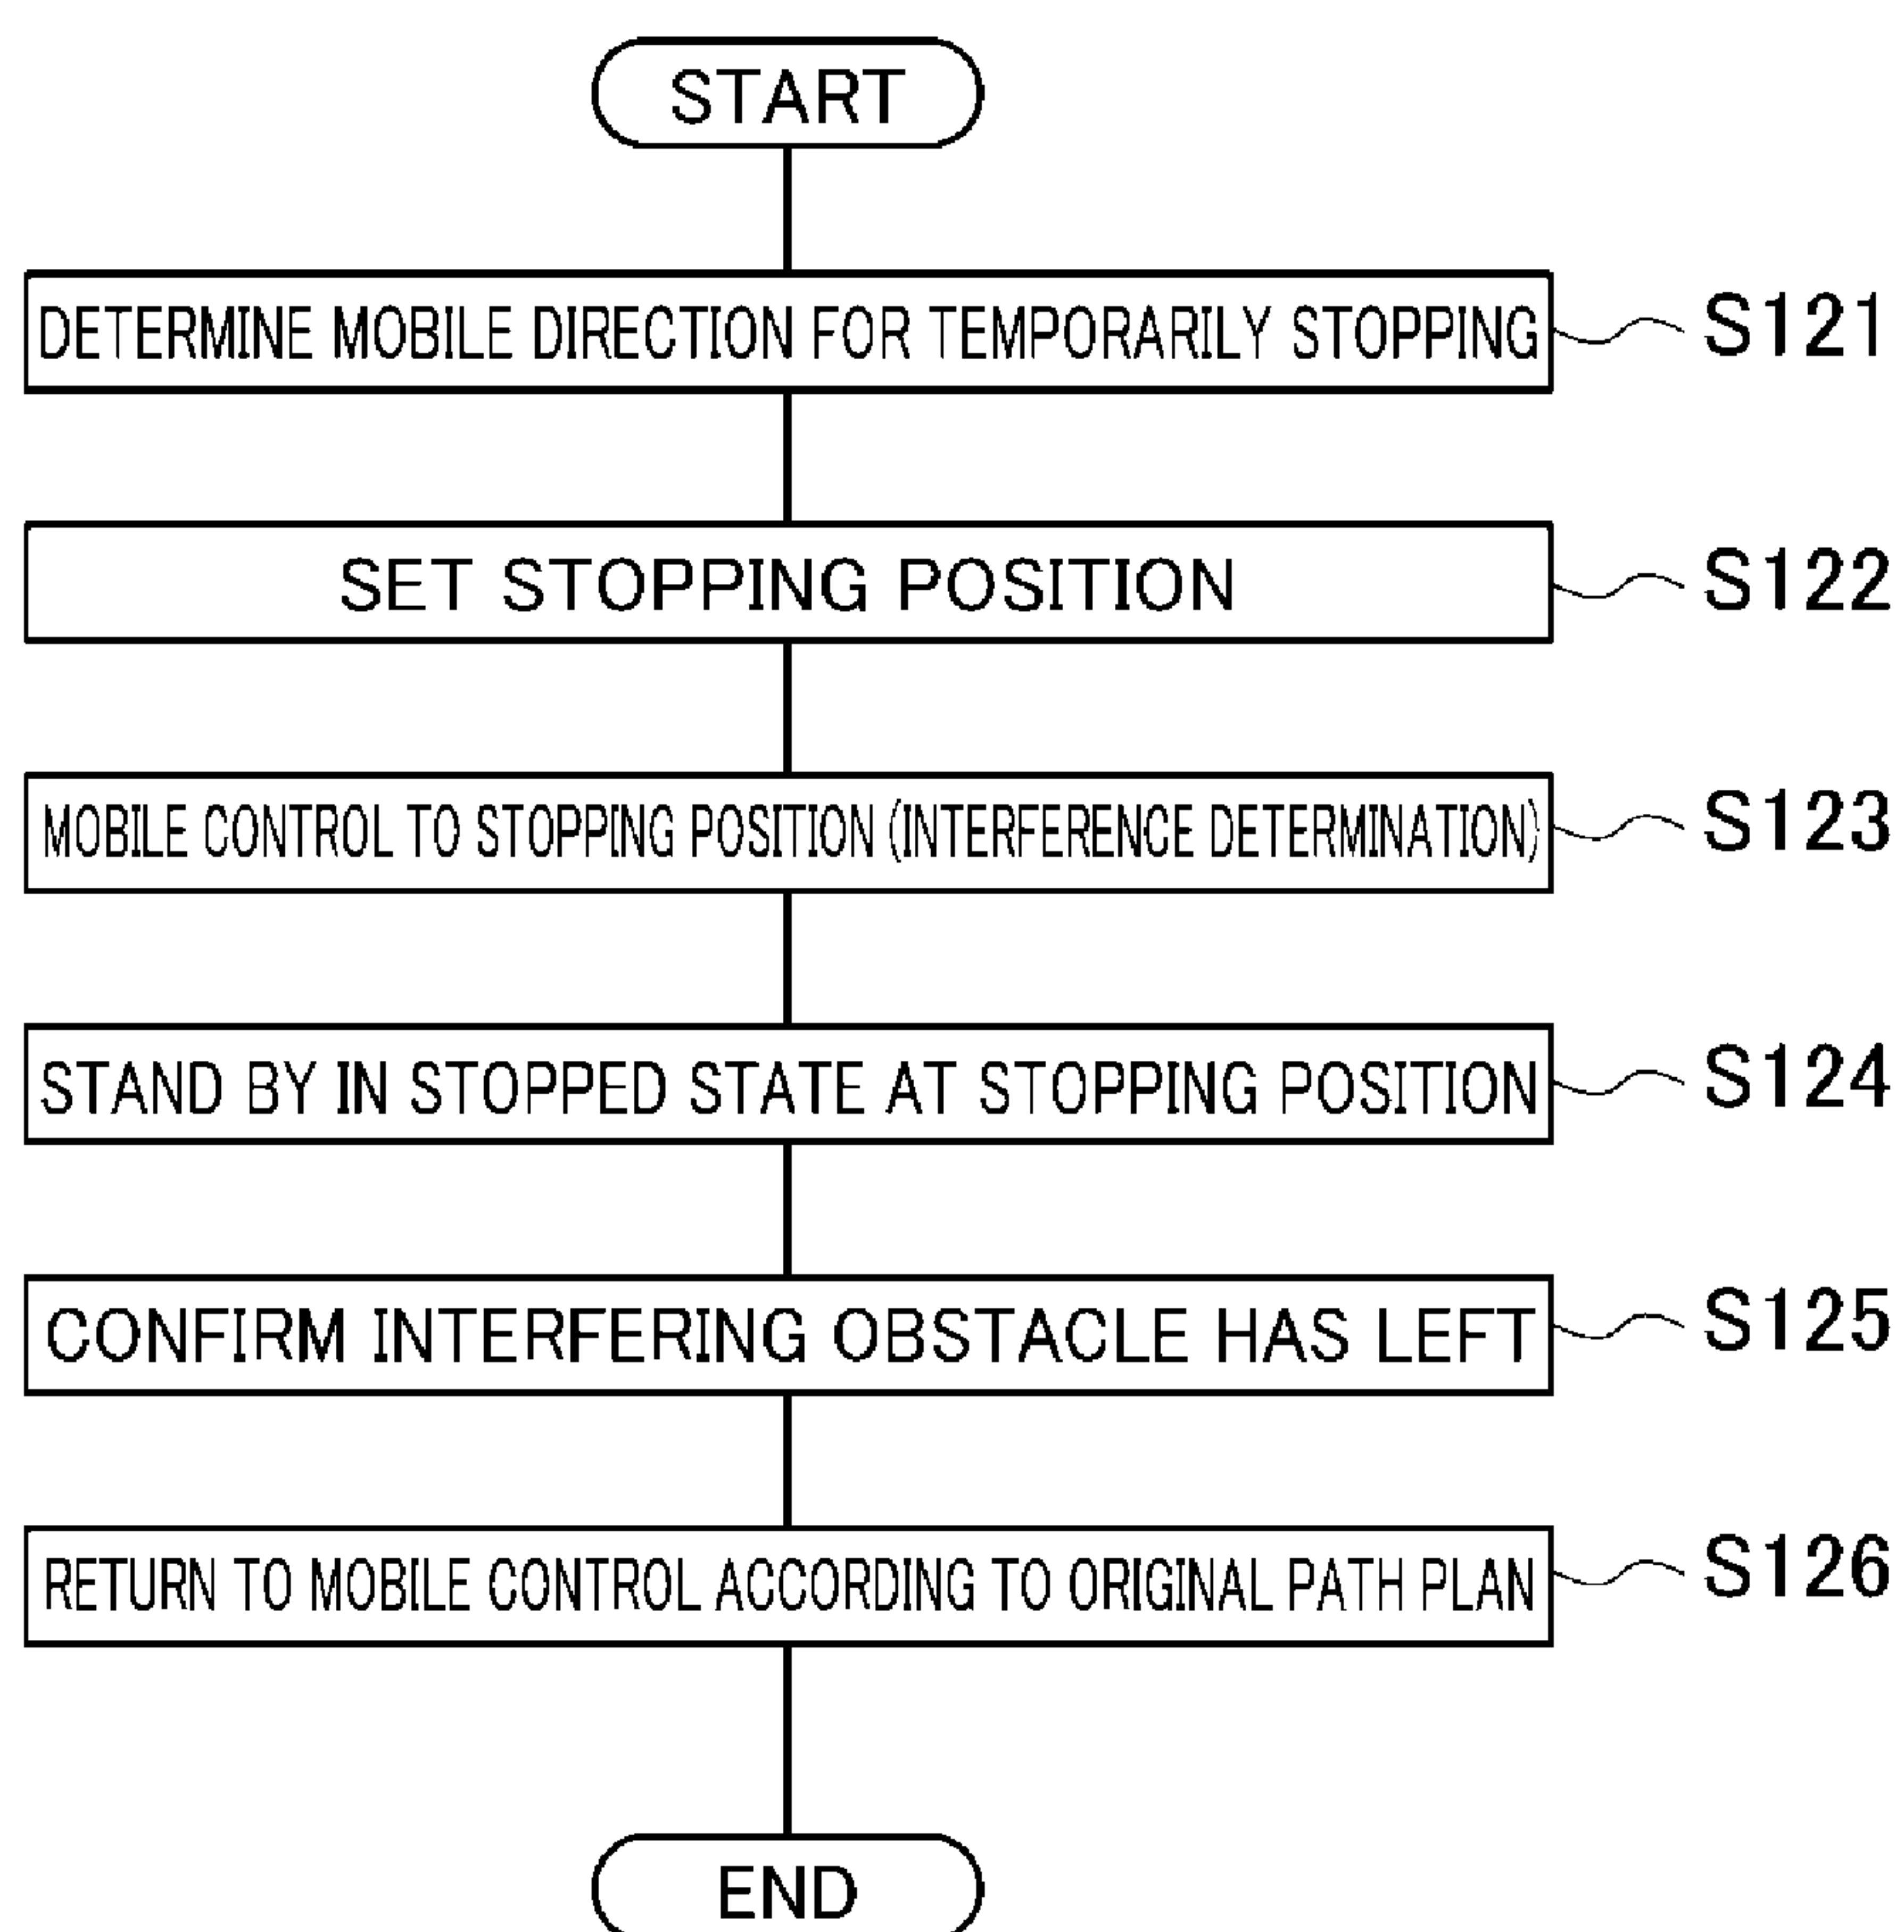 START
DETERMINE MOBILE DIRECTION FOR TEMPORARILY STOPPING S121
SET STOPPING POSITION S122
MOBILE CONTROL TO STOPPING POSITION (INTERFERENCE DETERMINATION) S123
STAND BY IN STOPPED STATE AT STOPPING POSITION S124
CONFIRM INTERFERING OBSTACLE HAS LEFT S125
RETURN TO MOBILE CONTROL ACCORDING TO ORIGINAL PATH PLAN S126
END